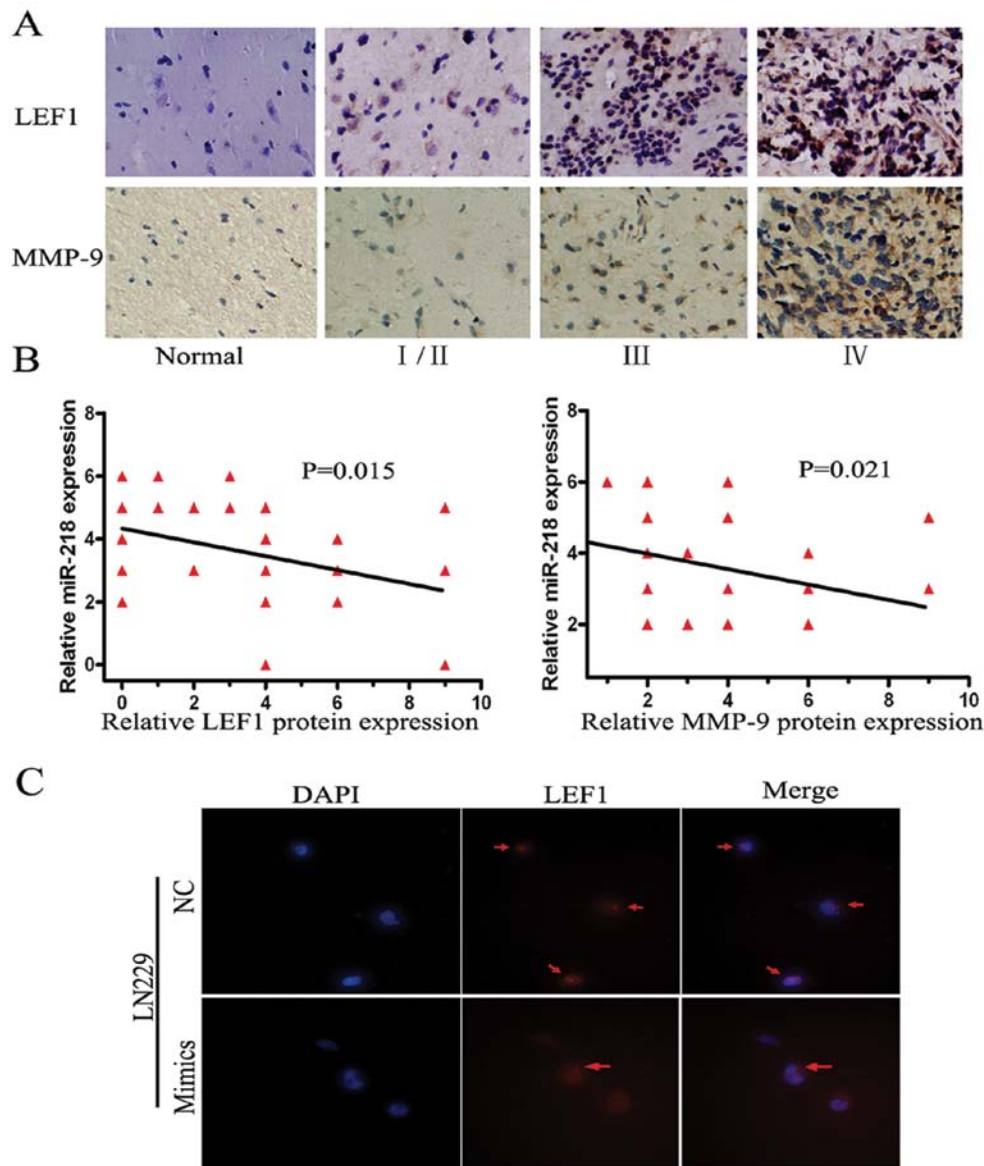 A
LEF1
MMP-9
Normal
I / II
III
IV
B
Relative miR-218 expression
8
6
4
2
0
P=0.015
0 2 4 6 8 10
Relative LEF1 protein expression
Relative miR-218 expression
8
6
4
2
P=0.021
2 4 6 8 10
Relative MMP-9 protein expression
C
DAPI
LEF1
Merge
LN229
NC
Mimics